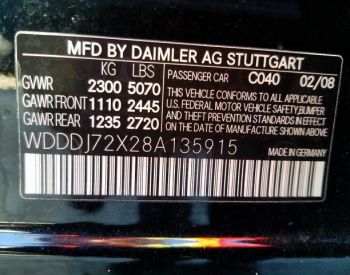 MFD BY DAIMLER AG STUTTGART
KG LBS
GVWR 2300 5070
GAWR FRONT 1110 2445
GAWR REAR 1235 2720
PASSENGER CAR C040 02/08
THIS VEHICLE CONFORMS TO ALL APPLICABLE
U.S. FEDERAL MOTOR VEHICLE SAFETY, BUMPER,
AND THEFT PREVENTION STANDARDS IN EFFECT
ON THE DATE OF MANUFACTURE SHOWN ABOVE.
WDDDJ72X28A135915
MADE IN GERMANY